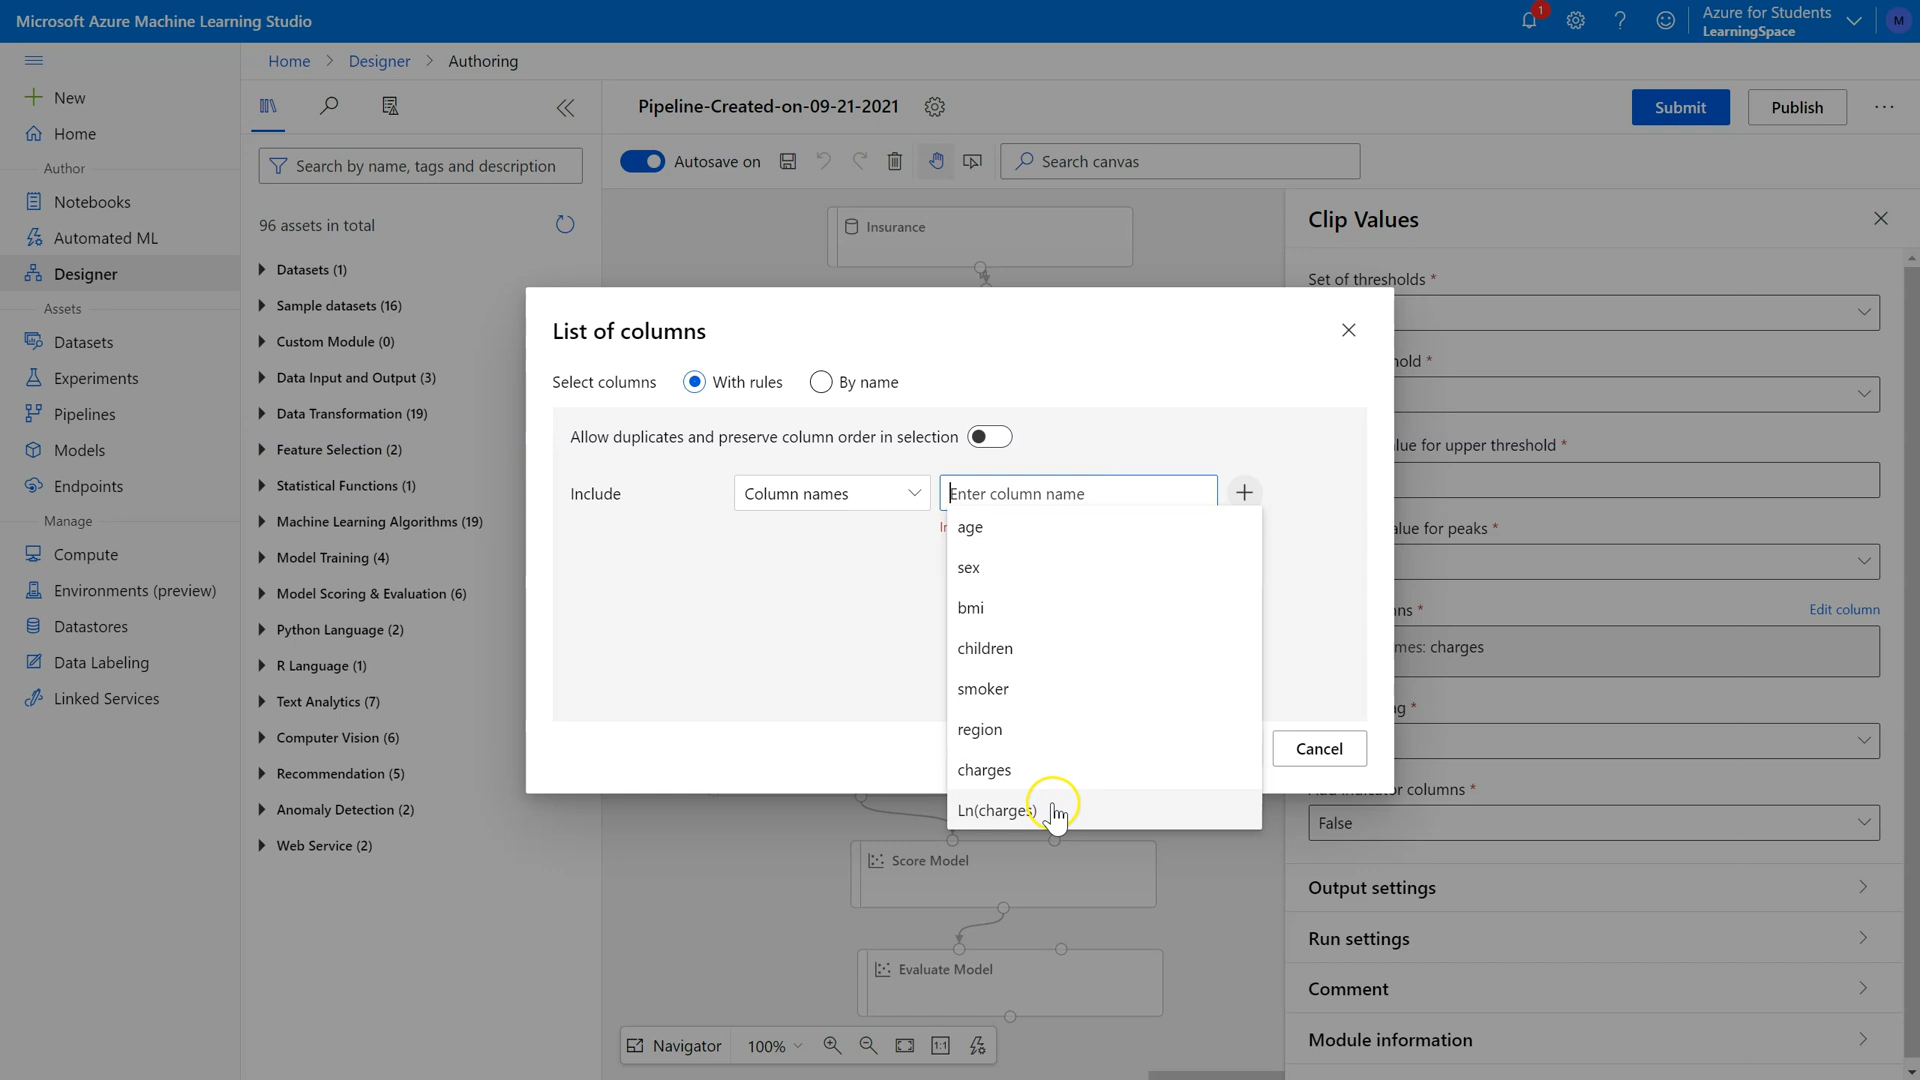 Microsoft Azure Machine Learning Studio
1
Azure for Students
LearningSpace
M
Home > Designer > Authoring
New
Home
Author
Notebooks
Automated ML
Designer
Assets
Datasets
Experiments
Pipelines
Models
Endpoints
Manage
Compute
Environments (preview)
Datastores
Data Labeling
Linked Services
Search by name, tags and description
96 assets in total
Datasets (1)
Sample datasets (16)
Custom Module (0)
Data Input and Output (3)
Data Transformation (19)
Feature Selection (2)
Statistical Functions (1)
Machine Learning Algorithms (19)
Model Training (4)
Model Scoring & Evaluation (6)
Python Language (2)
R Language (1)
Text Analytics (7)
Computer Vision (6)
Recommendation (5)
Anomaly Detection (2)
Web Service (2)
Pipeline-Created-on-09-21-2021
Submit
Publish
Autosave on
Search canvas
Insurance
List of columns
Select columns
With rules
By name
Allow duplicates and preserve column order in selection
Include
Column names
Enter column name
age
sex
bmi
children
smoker
region
charges
Ln(charges)
Cancel
Score Model
Evaluate Model
Navigator
100%
1:1
Clip Values
Set of thresholds *
*
upper threshold *
value for peaks *
*
Edit column
: charges
*
columns *
False
Output settings
Run settings
Comment
Module information